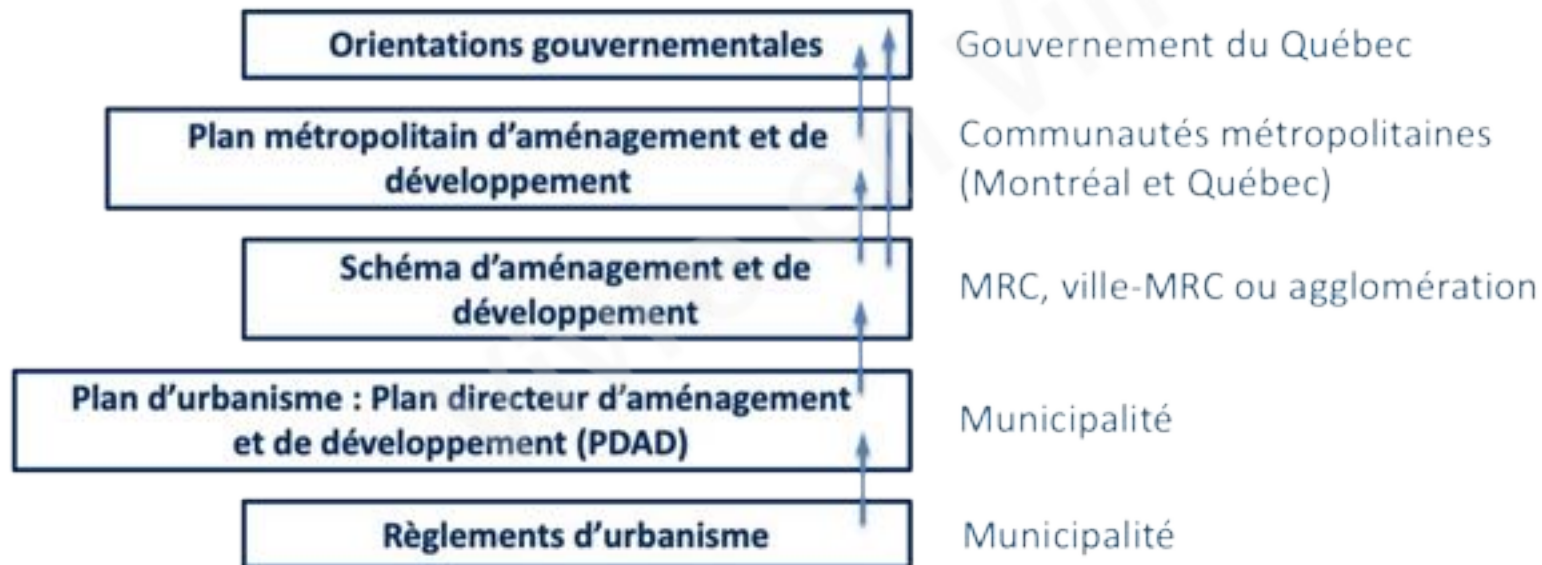 Orientations gouvernementales
Gouvernement du Québec
Plan métropolitain d'aménagement et de
développement
Communautés métropolitaines
(Montréal et Québec)
Schéma d'aménagement et de
développement
MRC, ville-MRC ou agglomération
Plan d'urbanisme : Plan directeur d'aménagement
et de développement (PDAD)
Municipalité
Règlements d'urbanisme
Municipalité